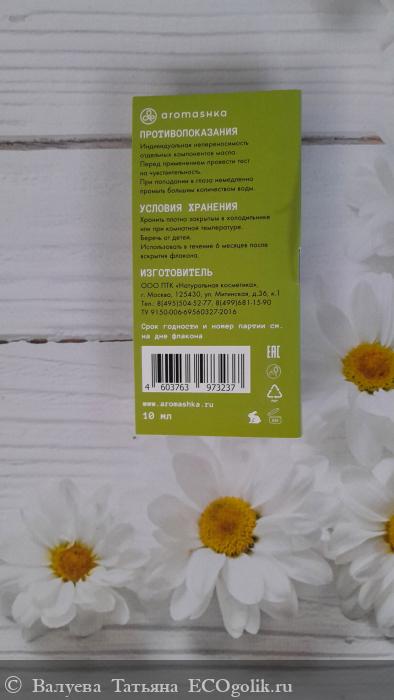 aromashka
ПРОТИВОПОКАЗАНИЯ
Индивидуальная непереносимость
отдельных компонентов масла.
Перед применением провести тест
на чувствительность.
При попадании в глаза немедленно
промыть большим количеством воды.
УСЛОВИЯ ХРАНЕНИЯ
Хранить плотно закрытым в холодильнике
или при комнатной температуре.
Беречь от детей.
Использовать в течение 6 месяцев после
вскрытия флакона.
ИЗГОТОВИТЕЛЬ
ООО ПТК «Натуральная косметика»,
г. Москва, 125430, ул. Митинская, д.36, к.1
Тел.: 8(495)504-52-77, 8(499)681-15-90
ТУ 9150-006-69560327-2016
Срок годности и номер партии см.
на дне флакона
EAC
4 603763 973237
www.aromashka.ru
10 мл
© Валуева Татьяна ECOgolik.ru